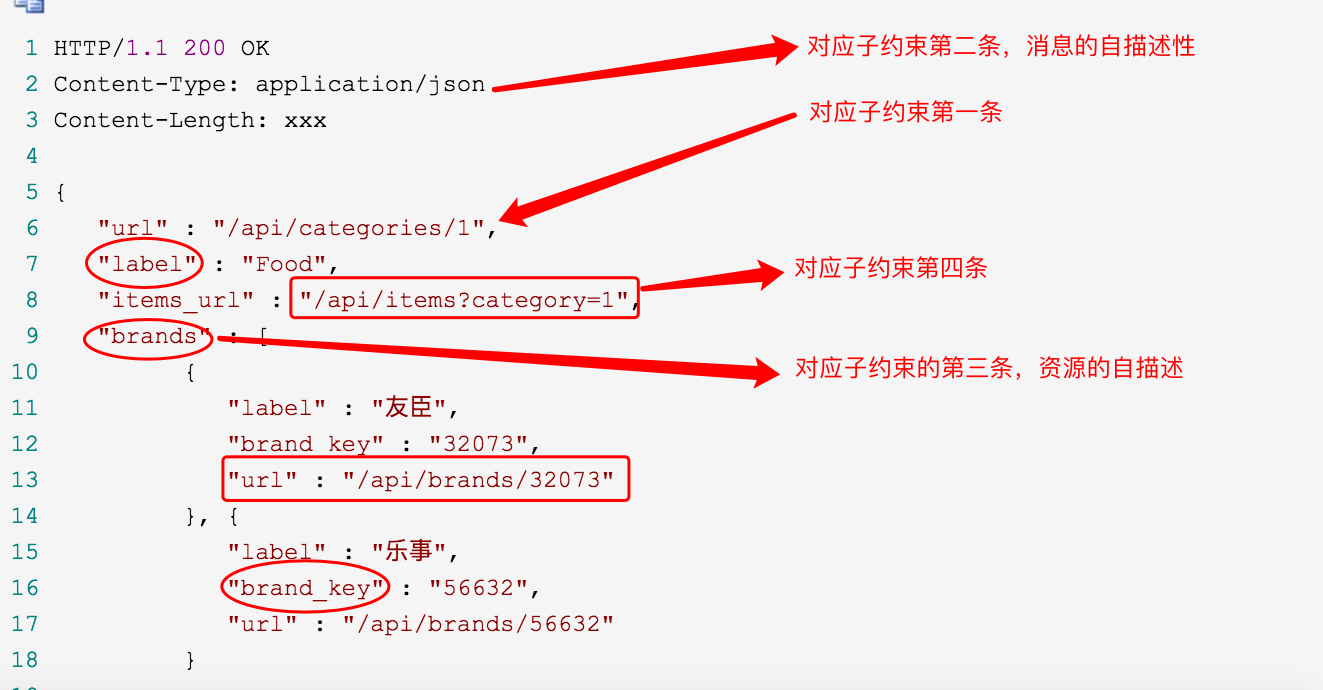 1 HTTP/1.1 200 OK
对应子约束第二条，消息的自描述性
2 Content-Type: application/json
对应子约束第一条
3 Content-Length: xxx
4
5 {
6 "url" : "/api/categories/1",
7 "label" : "Food",
对应子约束第四条
8 "items_url" : "/api/items?category=1",
9 "brands" : [
对应子约束的第三条，资源的自描述
10 {
11 "label" : "友臣",
12 "brand_key" : "32073",
13 "url" : "/api/brands/32073"
14 }, {
15 "label" : "乐事",
16 "brand_key" : "56632",
17 "url" : "/api/brands/56632"
18 }